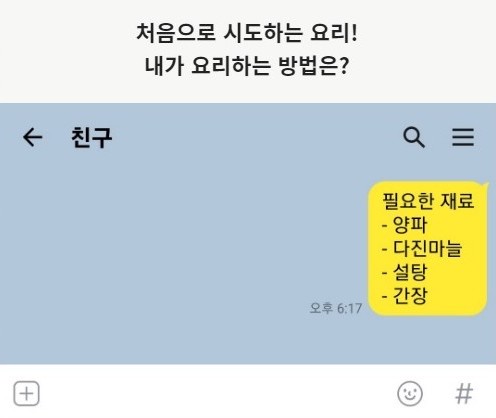 처음으로 시도하는 요리!
내가 요리하는 방법은?
친구
필요한 재료
- 양파
- 다진마늘
- 설탕
- 간장
오후 6:17
#